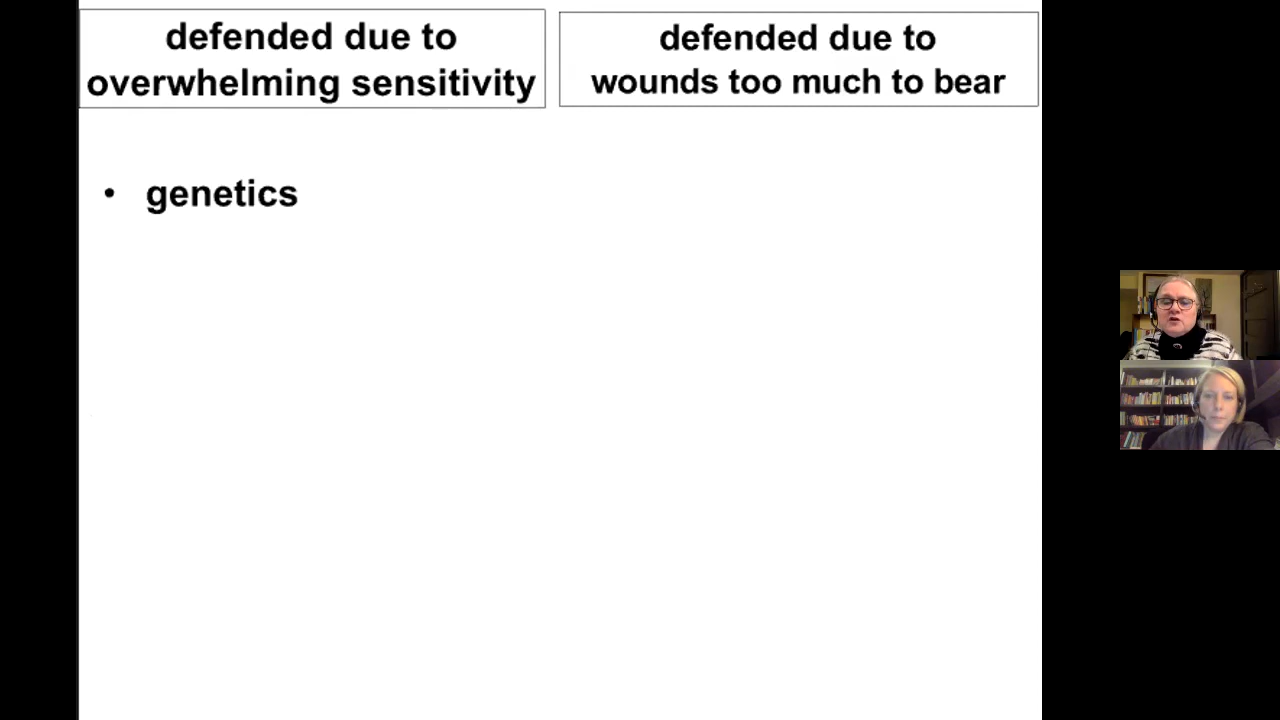 defended due to
overwhelming sensitivity
defended due to
wounds too much to bear
• genetics